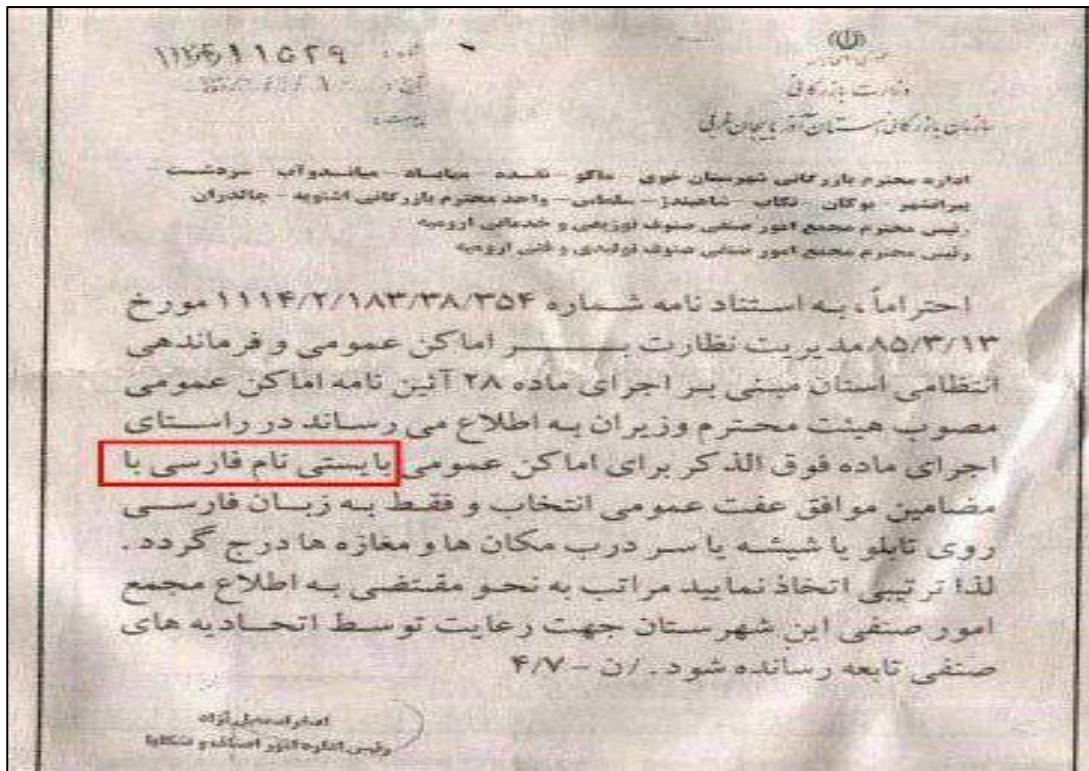 وزارت بازرگانی
سازمان بازرگانی استان آذربایجان غربی
اداره محترم بازرگانی شهرستان خوی - ماکو - نقده - مهاباد - میاندوآب - سردشت -
پیرانشهر - بوکان - تکاب - شاهیندژ - سلماس - واحد محترم بازرگانی اشنویه - چالدران
رئیس محترم مجمع امور صنفی صنوف توزیعی و خدماتی ارومیه
رئیس محترم مجمع امور صنفی صنوف تولیدی و فنی ارومیه
احتراماً، به استناد نامه شماره ۱۱۱۴/۲/۱۸۳/۳۸/۳۵۴ مورخ
۸۵/۳/۱۳ مدیریت نظارت بر اماکن عمومی و فرماندهی
انتظامی استان مبنی بر اجرای ماده ۲۸ آئین نامه اماکن عمومی
مصوب هیئت محترم وزیران به اطلاع می رساند در راستای
اجرای ماده فوق الذکر برای اماکن عمومی بایستی نام فارسی با
مضامین موافق عفت عمومی انتخاب و فقط به زبان فارسی
روی تابلو یا شیشه یا سر درب مکان ها و مغازه ها درج گردد.
لذا ترتیبی اتخاذ نمایید مراتب به نحو مقتضی به اطلاع مجمع
امور صنفی این شهرستان جهت رعایت توسط اتحادیه های
صنفی تابعه رسانده شود. /ن -۴/۷
رئیس اداره امور اصناف و